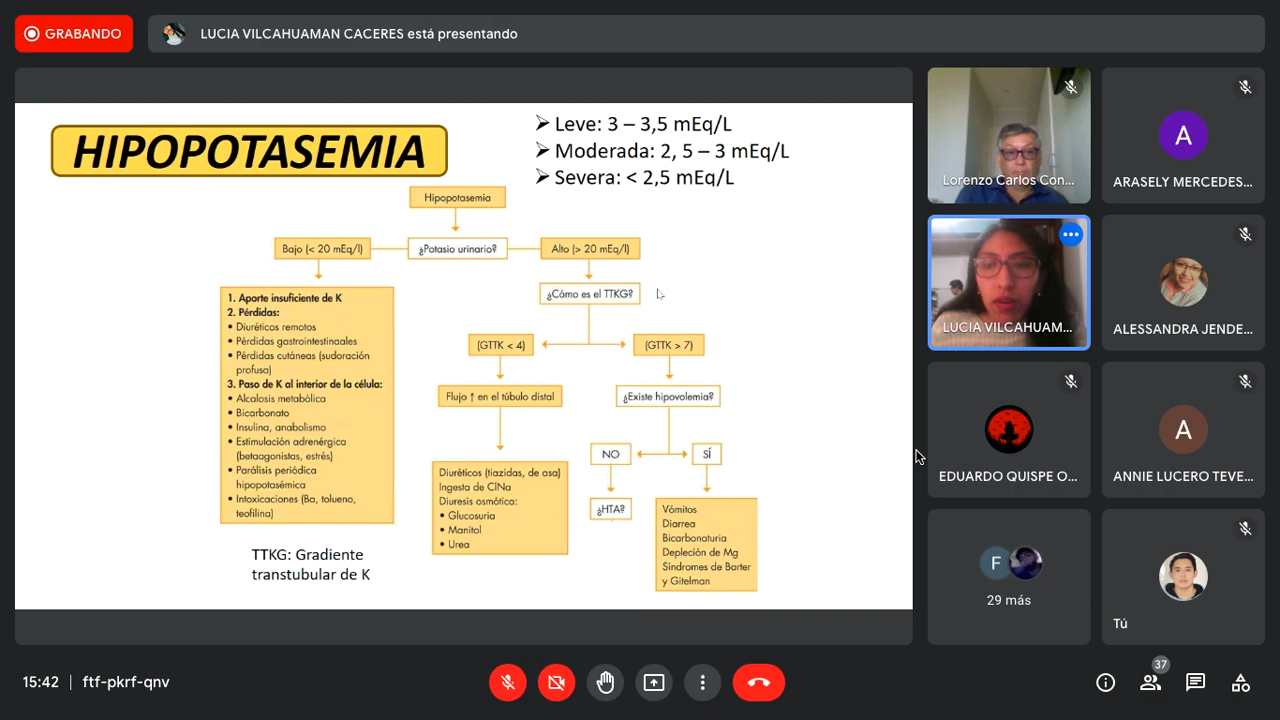 GRABANDO
LUCIA VILCAHUAMAN CACERES está presentando
HIPOPOTASEMIA
➢ Leve: 3 – 3,5 mEq/L
➢ Moderada: 2, 5 – 3 mEq/L
➢ Severa: < 2,5 mEq/L
Hipopotasemia
Bajo (< 20 mEq/l)
¿Potasio urinario?
Alto (> 20 mEq/l)
¿Cómo es el TTKG?
1. Aporte insuficiente de K
2. Pérdidas:
• Diuréticos remotos
• Pérdidas gastrointestinaales
• Pérdidas cutáneas (sudoración
profusa)
3. Paso de K al interior de la célula:
• Alcalosis metabólica
• Bicarbonato
• Insulina, anabolismo
• Estimulación adrenérgica
(betaagonistas, estrés)
• Parálisis periódica
hipopotasémica
• Intoxicaciones (Ba, tolueno,
teofilina)
(GTTK < 4)
(GTTK > 7)
Flujo ↑ en el túbulo distal
¿Existe hipovolemia?
NO
SÍ
Diuréticos (tiazidas, de asa)
Ingesta de ClNa
Diuresis osmótica:
• Glucosuria
• Manitol
• Urea
¿HTA?
Vómitos
Diarrea
Bicarbonaturia
Depleción de Mg
Síndromes de Barter
y Gitelman
TTKG: Gradiente
transtubular de K
Lorenzo Carlos Con...
A
ARASELY MERCEDES...
LUCIA VILCAHUAM...
ALESSANDRA JENDE...
EDUARDO QUISPE O...
A
ANNIE LUCERO TEVE...
F
29 más
Tú
15:42 | ftf-pkrf-qnv
37